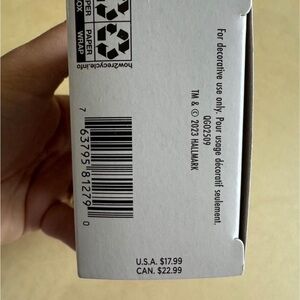 For decorative use only. Pour usage décoratif seulement.
QGO2509
TM & © 2023 HALLMARK
PAPER
BOX
PAPER
WRAP
how2recycle.info
7 63795 81279 0
U.S.A. $17.99
CAN. $22.99